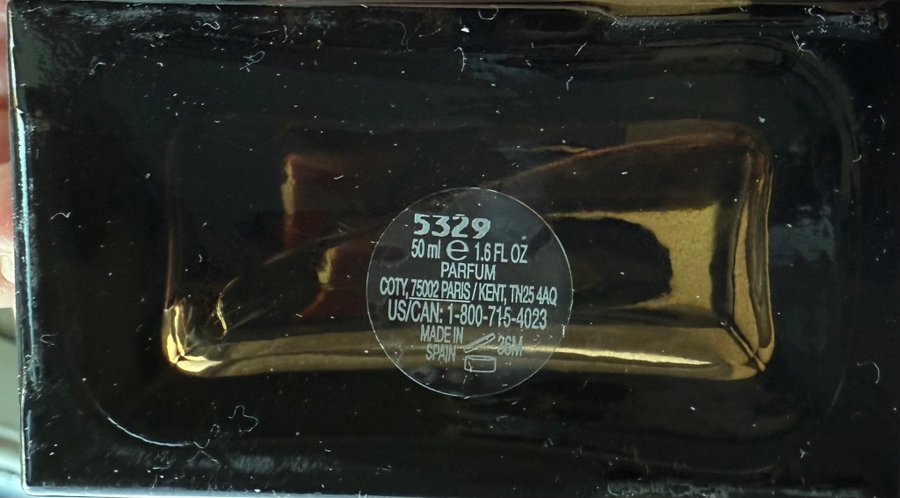 5329
50 ml ℮ 1.6 FL OZ
PARFUM
COTY, 75002 PARIS / KENT, TN25 4AQ
US/CAN: 1-800-715-4023
MADE IN
SPAIN
36M